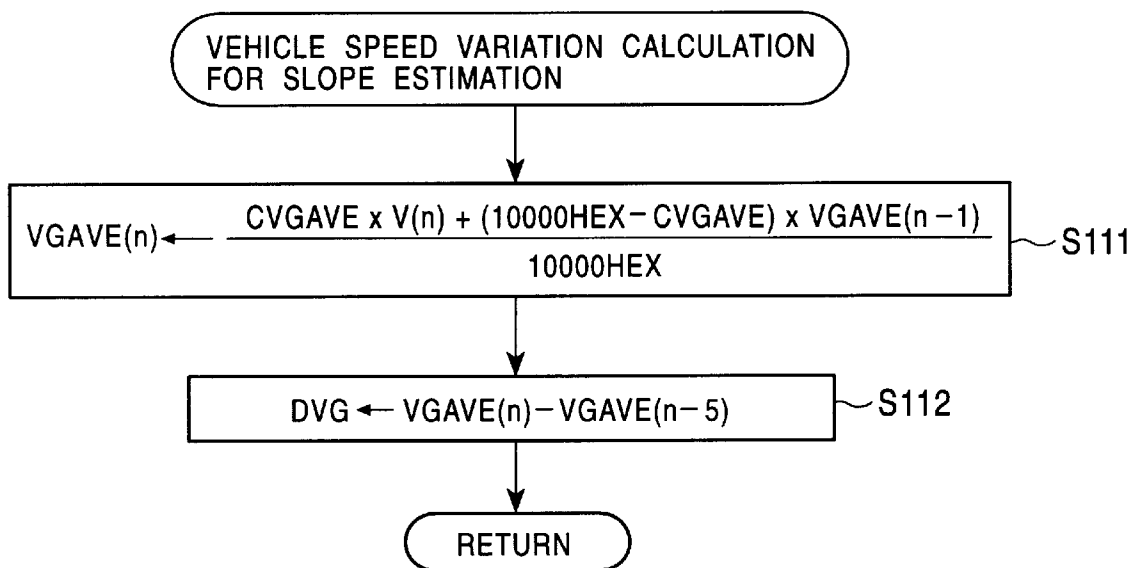 VEHICLE SPEED VARIATION CALCULATION
FOR SLOPE ESTIMATION
VGAVE(n) ← CVGAVE x V(n) + (10000HEX - CVGAVE) x VGAVE(n - 1)
10000HEX
S111
DVG ← VGAVE(n) - VGAVE(n - 5)
S112
RETURN